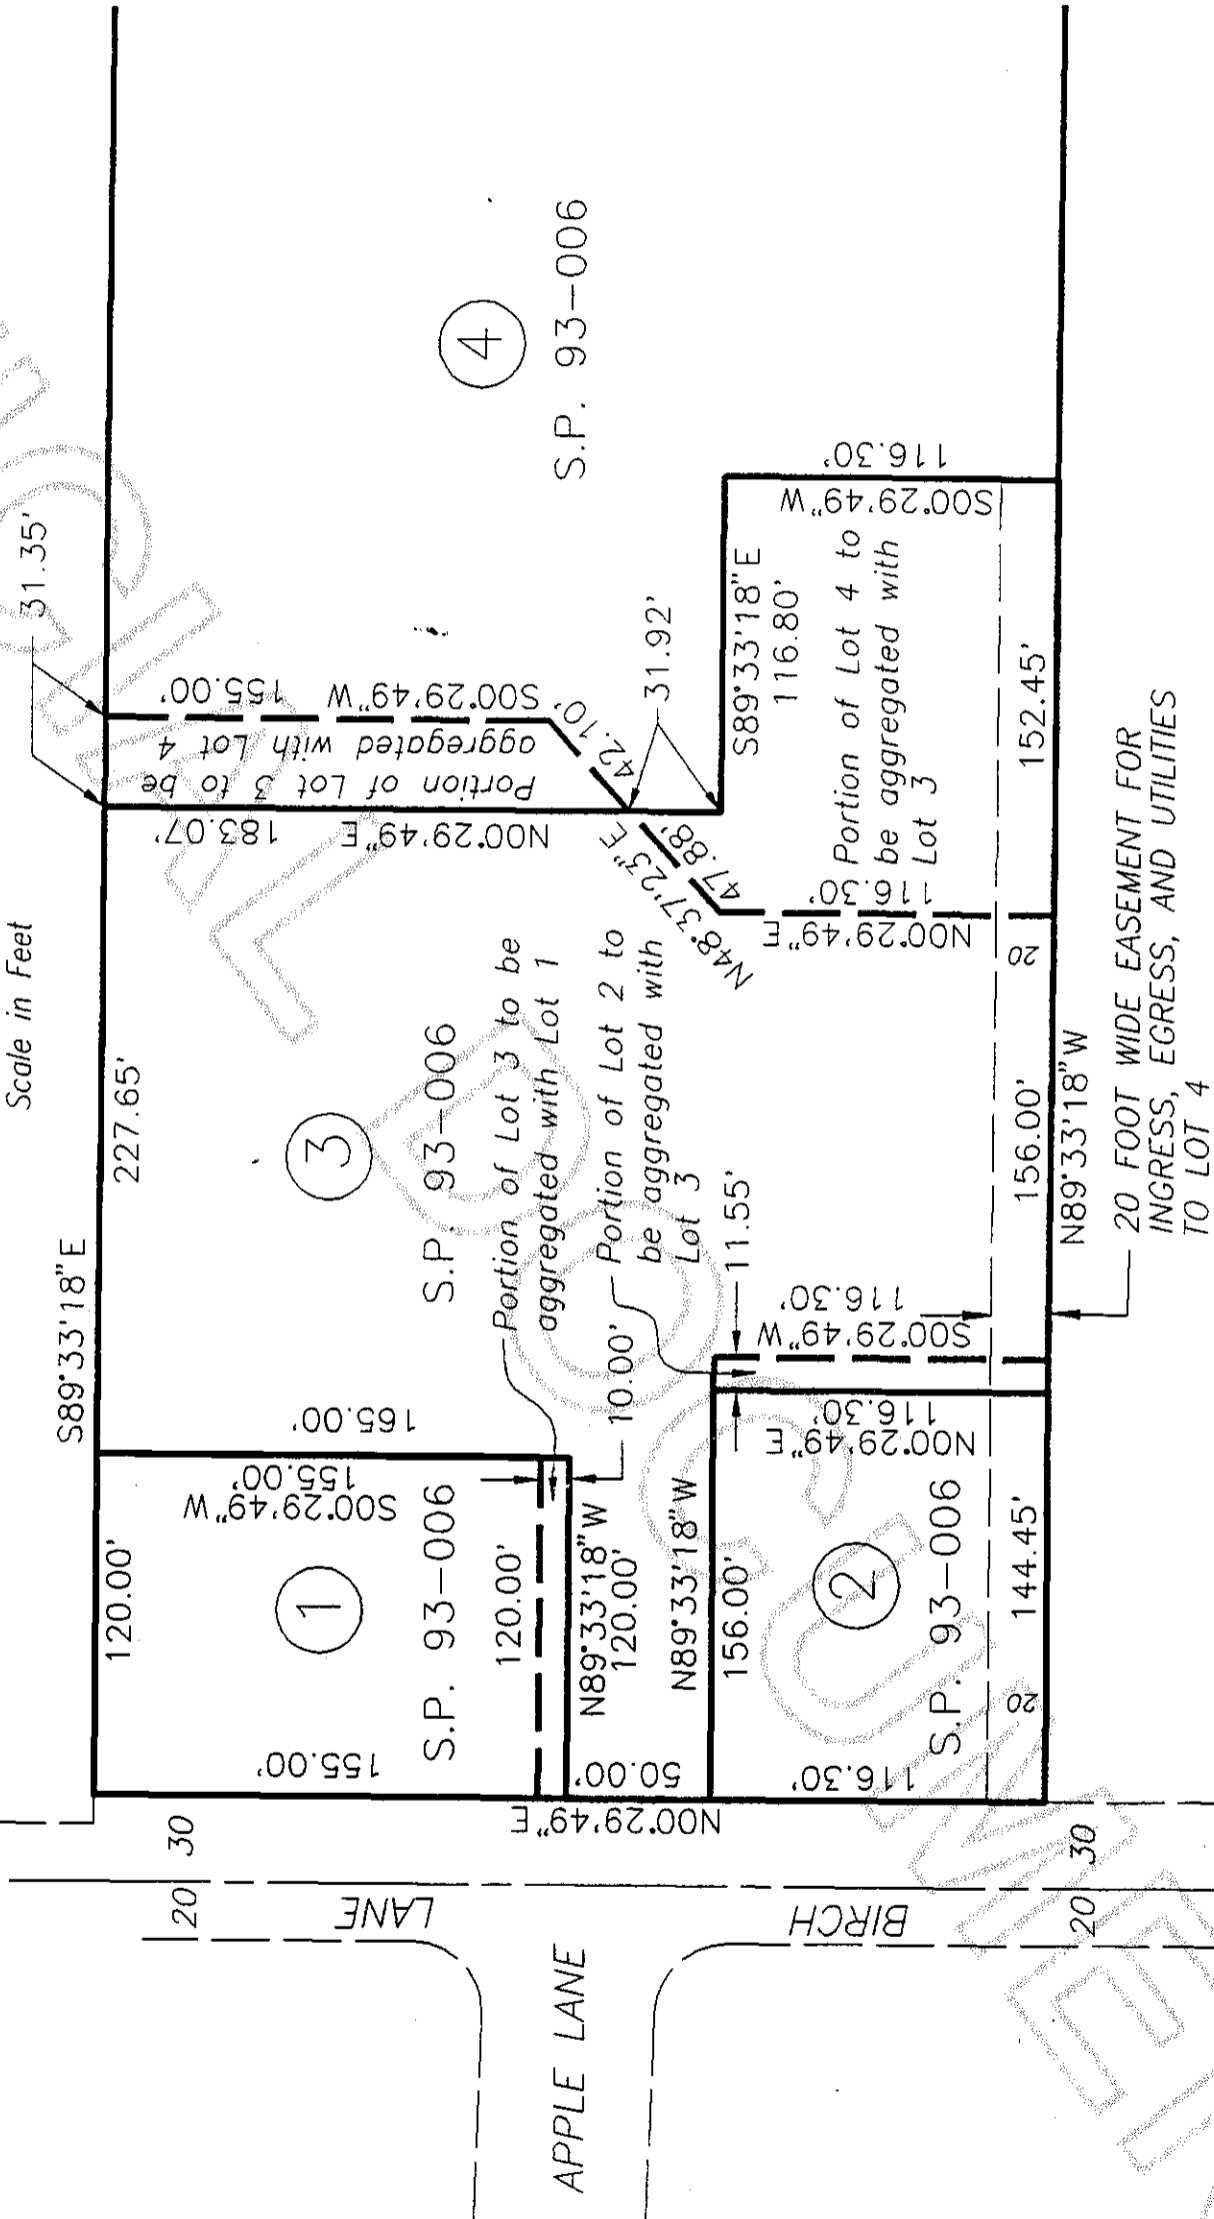 Scale in Feet
31.35'
S89°33'18"E
120.00'
227.65'
155.00'
S00°29'49"W
155.00'
165.00'
1
S.P. 93-006
120.00'
N89°33'18"W
120.00'
10.00'
50.00'
N00°29'49"E
3
S.P. 93-006
Portion of Lot 3 to be
aggregated with Lot 1
Portion of Lot 2 to
be aggregated with
Lot 3
11.55'
N00°29'49"E
183.07'
Portion of Lot 3 to be
aggregated with Lot 4
S00°29'49"W
155.00'
42.10'
N48°37'23"E
47.88'
31.92'
4
S.P. 93-006
S89°33'18"E
116.80'
S00°29'49"W
116.30'
Portion of Lot 4 to
be aggregated with
Lot 3
N00°29'49"E
116.30'
N89°33'18"W
156.00'
116.30'
2
S.P. 93-006
N00°29'49"E
116.30'
S00°29'49"W
116.30'
20
144.45'
156.00'
20
152.45'
N89°33'18"W
20 FOOT WIDE EASEMENT FOR
INGRESS, EGRESS, AND UTILITIES
TO LOT 4
20
30
LANE
BIRCH
20
30
APPLE LANE